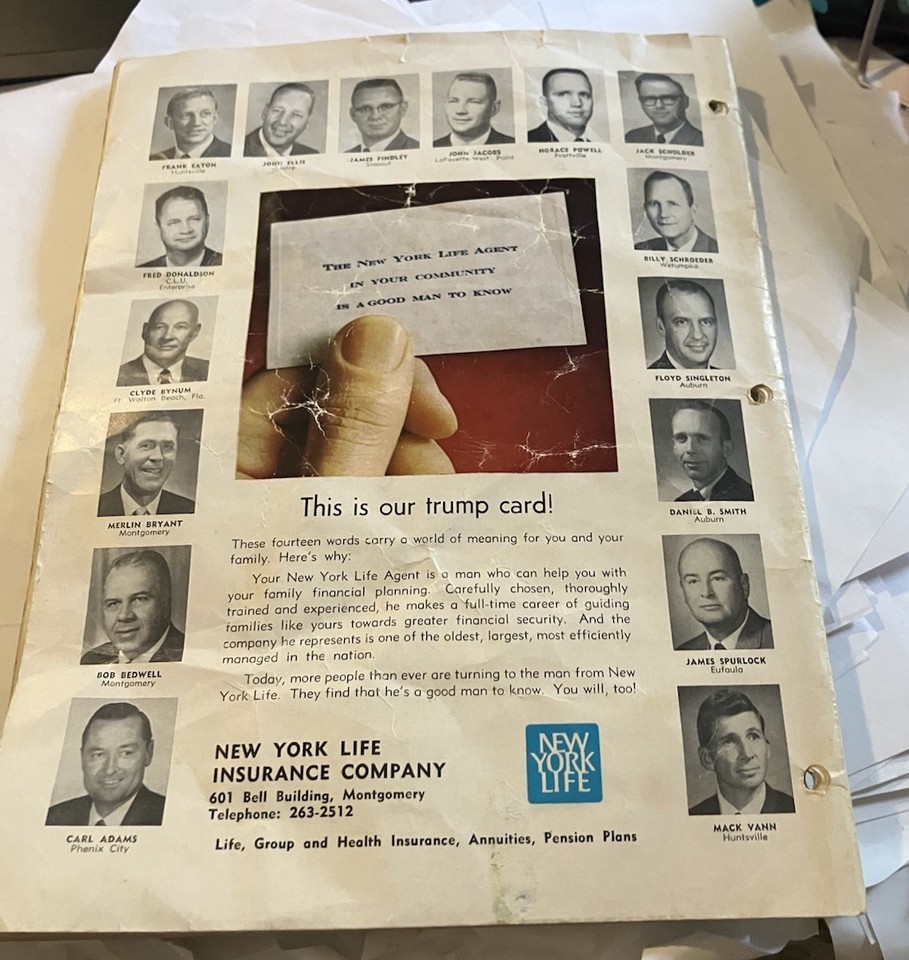 FRANK EATON
Huntsville
JOHN ELLIS
JAMES FINDLEY
JOHN JACOBS
LaFayette-West Point
HORACE POWELL
Prattville
JACK SCHOLDER
Montgomery
FRED DONALDSON
C.L.U.
Enterprise
BILLY SCHROEDER
Wetumpka
CLYDE BYNUM
Ft. Walton Beach, Fla.
FLOYD SINGLETON
Auburn
MERLIN BRYANT
Montgomery
DANIEL B. SMITH
Auburn
BOB BEDWELL
Montgomery
JAMES SPURLOCK
Eufaula
CARL ADAMS
Phenix City
MACK VANN
Huntsville
THE NEW YORK LIFE AGENT
IN YOUR COMMUNITY
IS A GOOD MAN TO KNOW
This is our trump card!
These fourteen words carry a world of meaning for you and your
family. Here's why:
Your New York Life Agent is a man who can help you with
your family financial planning. Carefully chosen, thoroughly
trained and experienced, he makes a full-time career of guiding
families like yours towards greater financial security. And the
company he represents is one of the oldest, largest, most efficiently
managed in the nation.
Today, more people than ever are turning to the man from New
York Life. They find that he's a good man to know. You will, too!
NEW YORK LIFE
INSURANCE COMPANY
601 Bell Building, Montgomery
Telephone: 263-2512
NEW
YORK
LIFE
Life, Group and Health Insurance, Annuities, Pension Plans